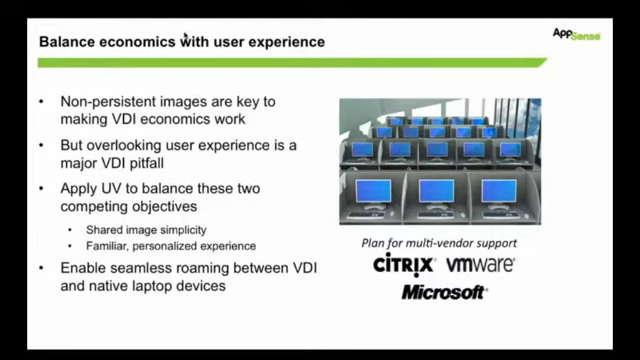 Balance economics with user experience
AppSense
• Non-persistent images are key to
making VDI economics work
• But overlooking user experience is a
major VDI pitfall
• Apply UV to balance these two
competing objectives
• Shared image simplicity
• Familiar, personalized experience
• Enable seamless roaming between VDI
and native laptop devices
Plan for multi-vendor support
CİTRIX vmware
Microsoft